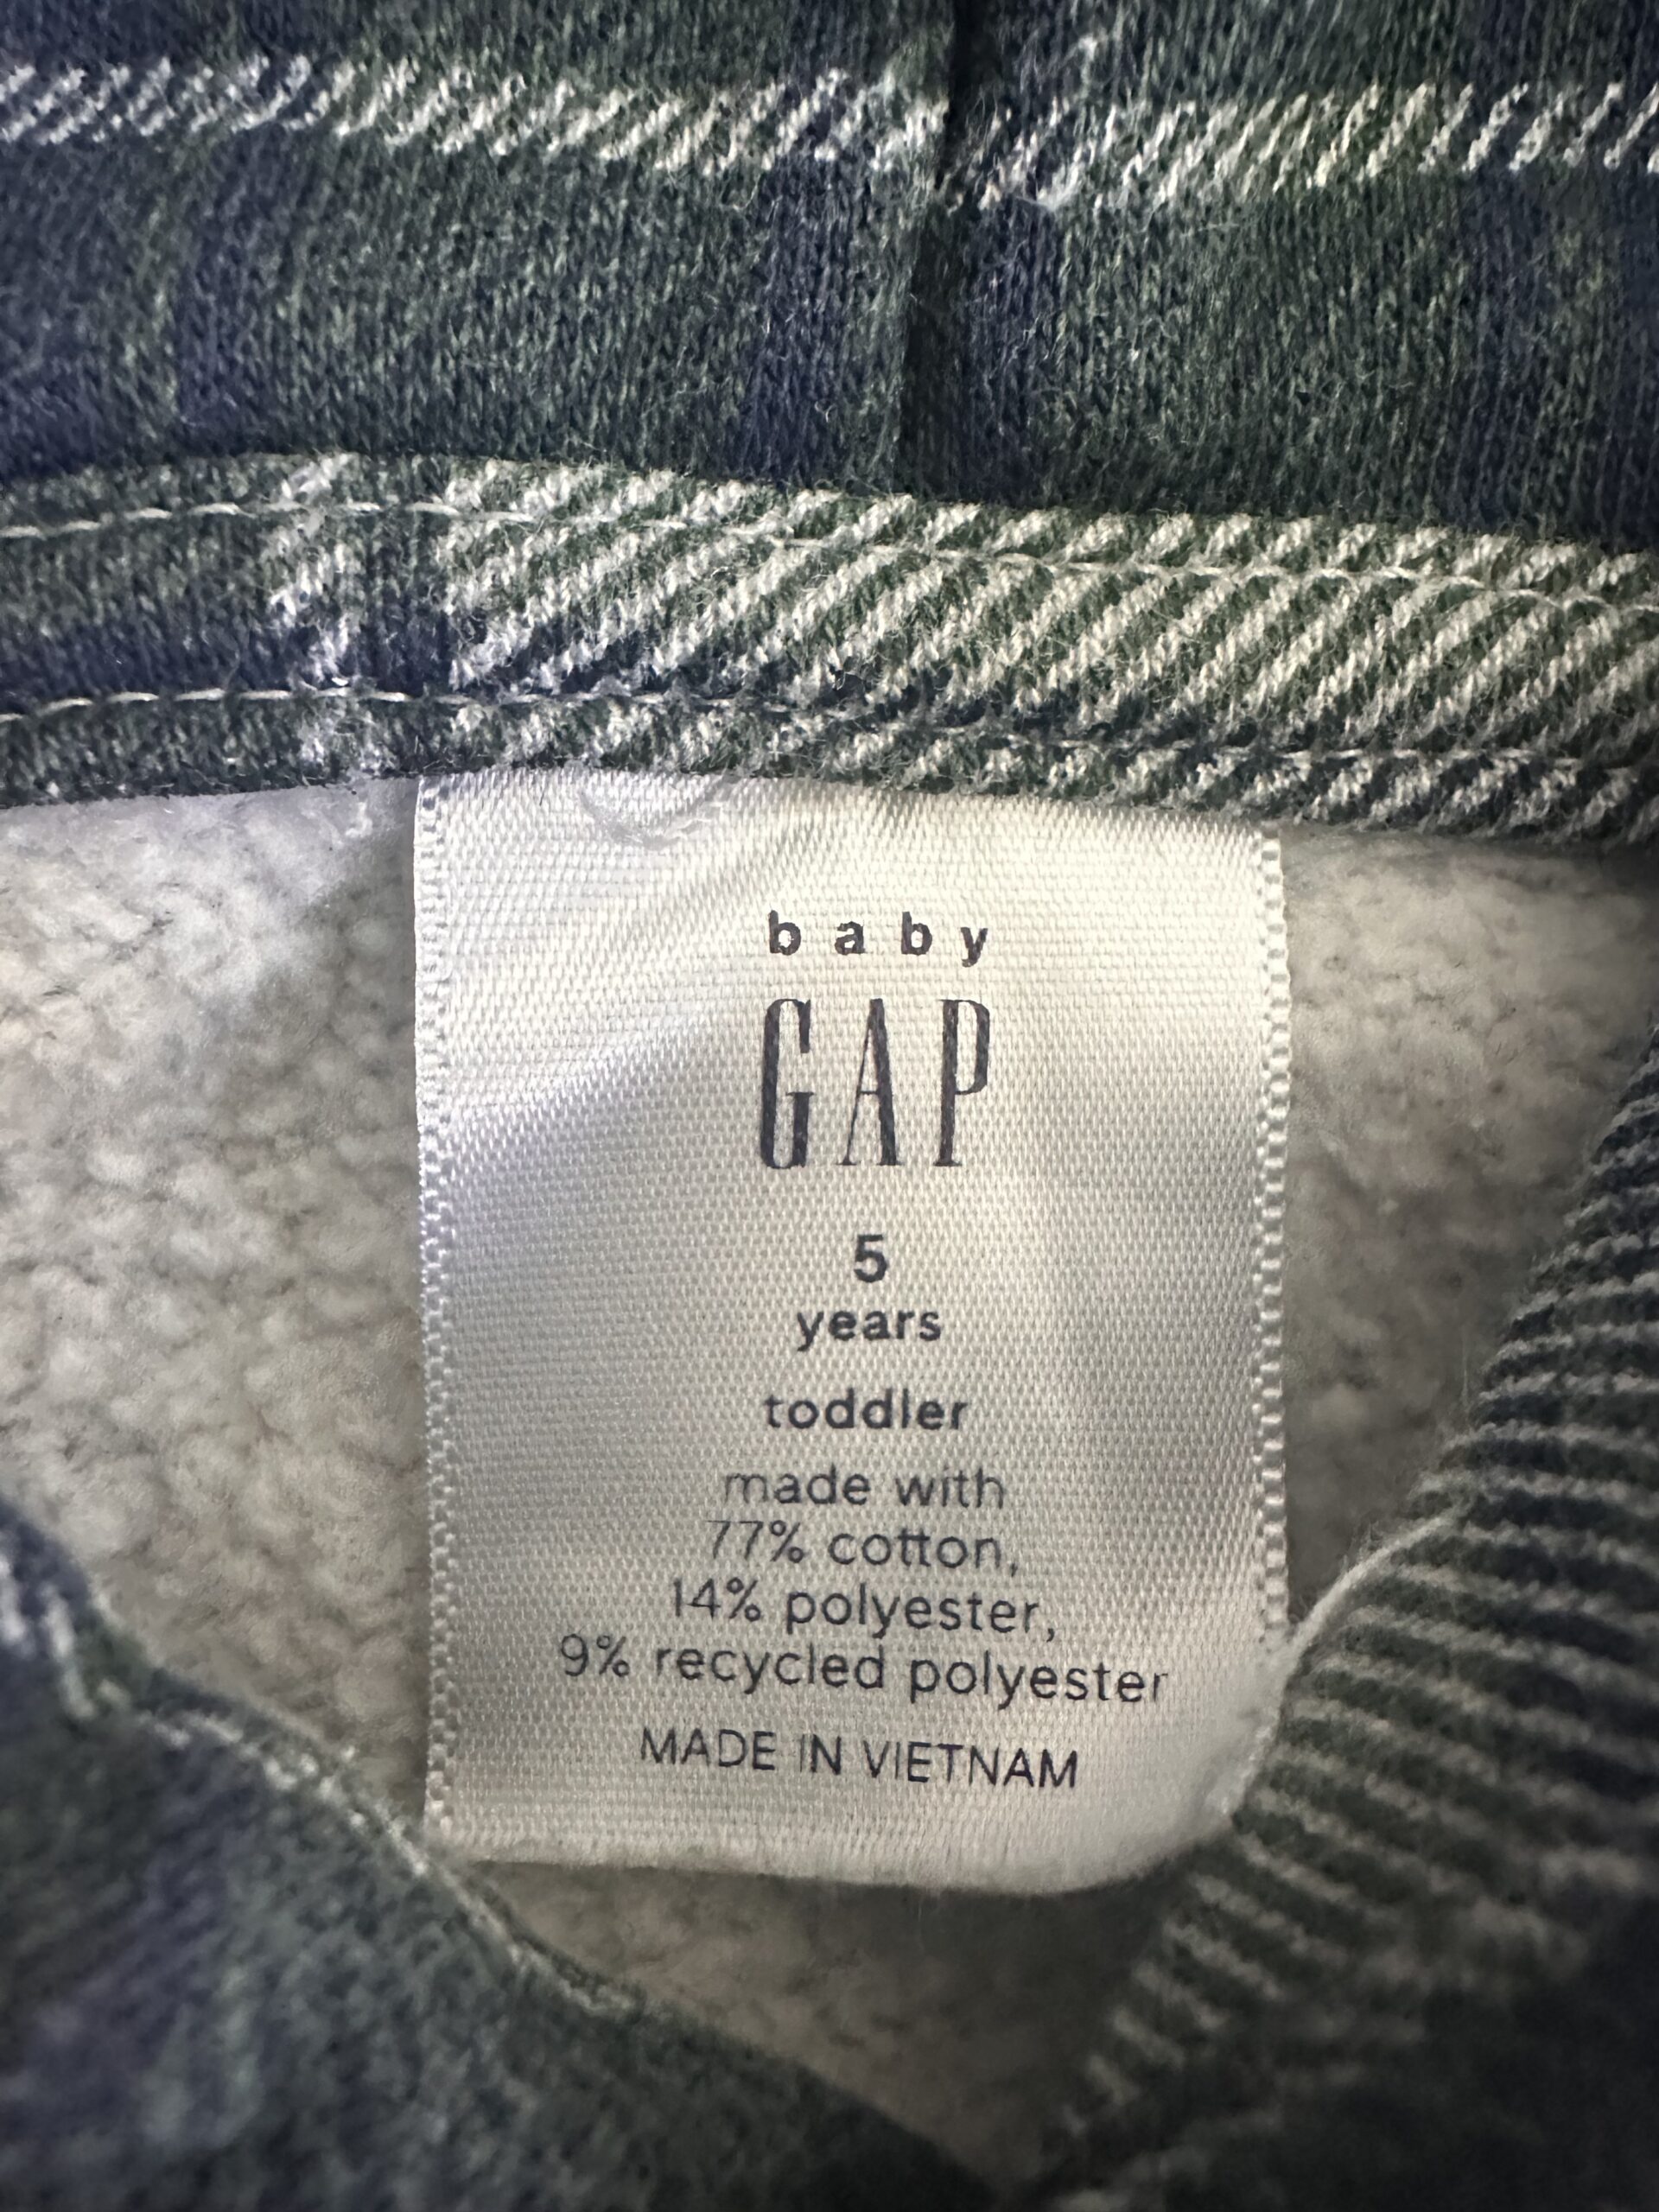 baby
GAP
5
years
toddler
made with
77% cotton,
14% polyester,
9% recycled polyester
MADE IN VIETNAM